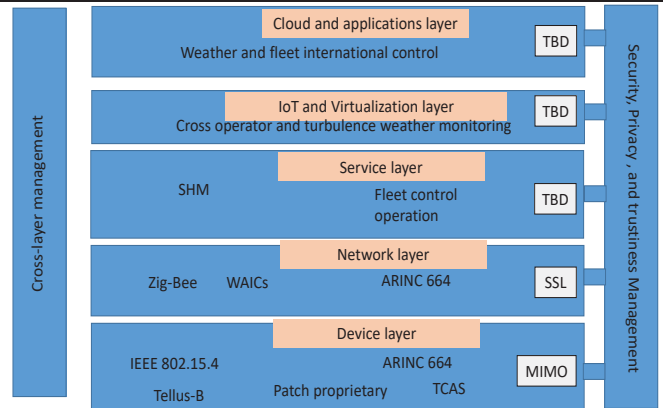 Cloud and applications layer
Weather and fleet international control
TBD
IoT and Virtualization layer
Cross operator and turbulence weather monitoring
TBD
Service layer
SHM
Fleet control
operation
TBD
Network layer
Zig-Bee WAICs ARINC 664
SSL
Device layer
IEEE 802.15.4 ARINC 664
Tellus-B Patch proprietary TCAS
MIMO
Cross-layer management
Security, Privacy , and trustiness Management